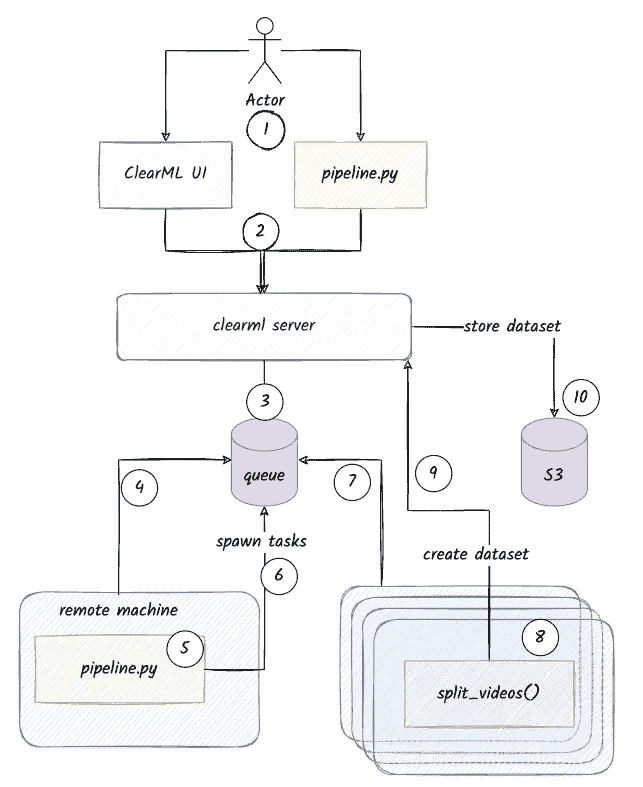 Actor
1
ClearML UI
pipeline.py
2
clearml server
store dataset
10
3
queue
S3
4
7
9
spawn tasks
create dataset
6
remote machine
5
pipeline.py
8
split_videos()